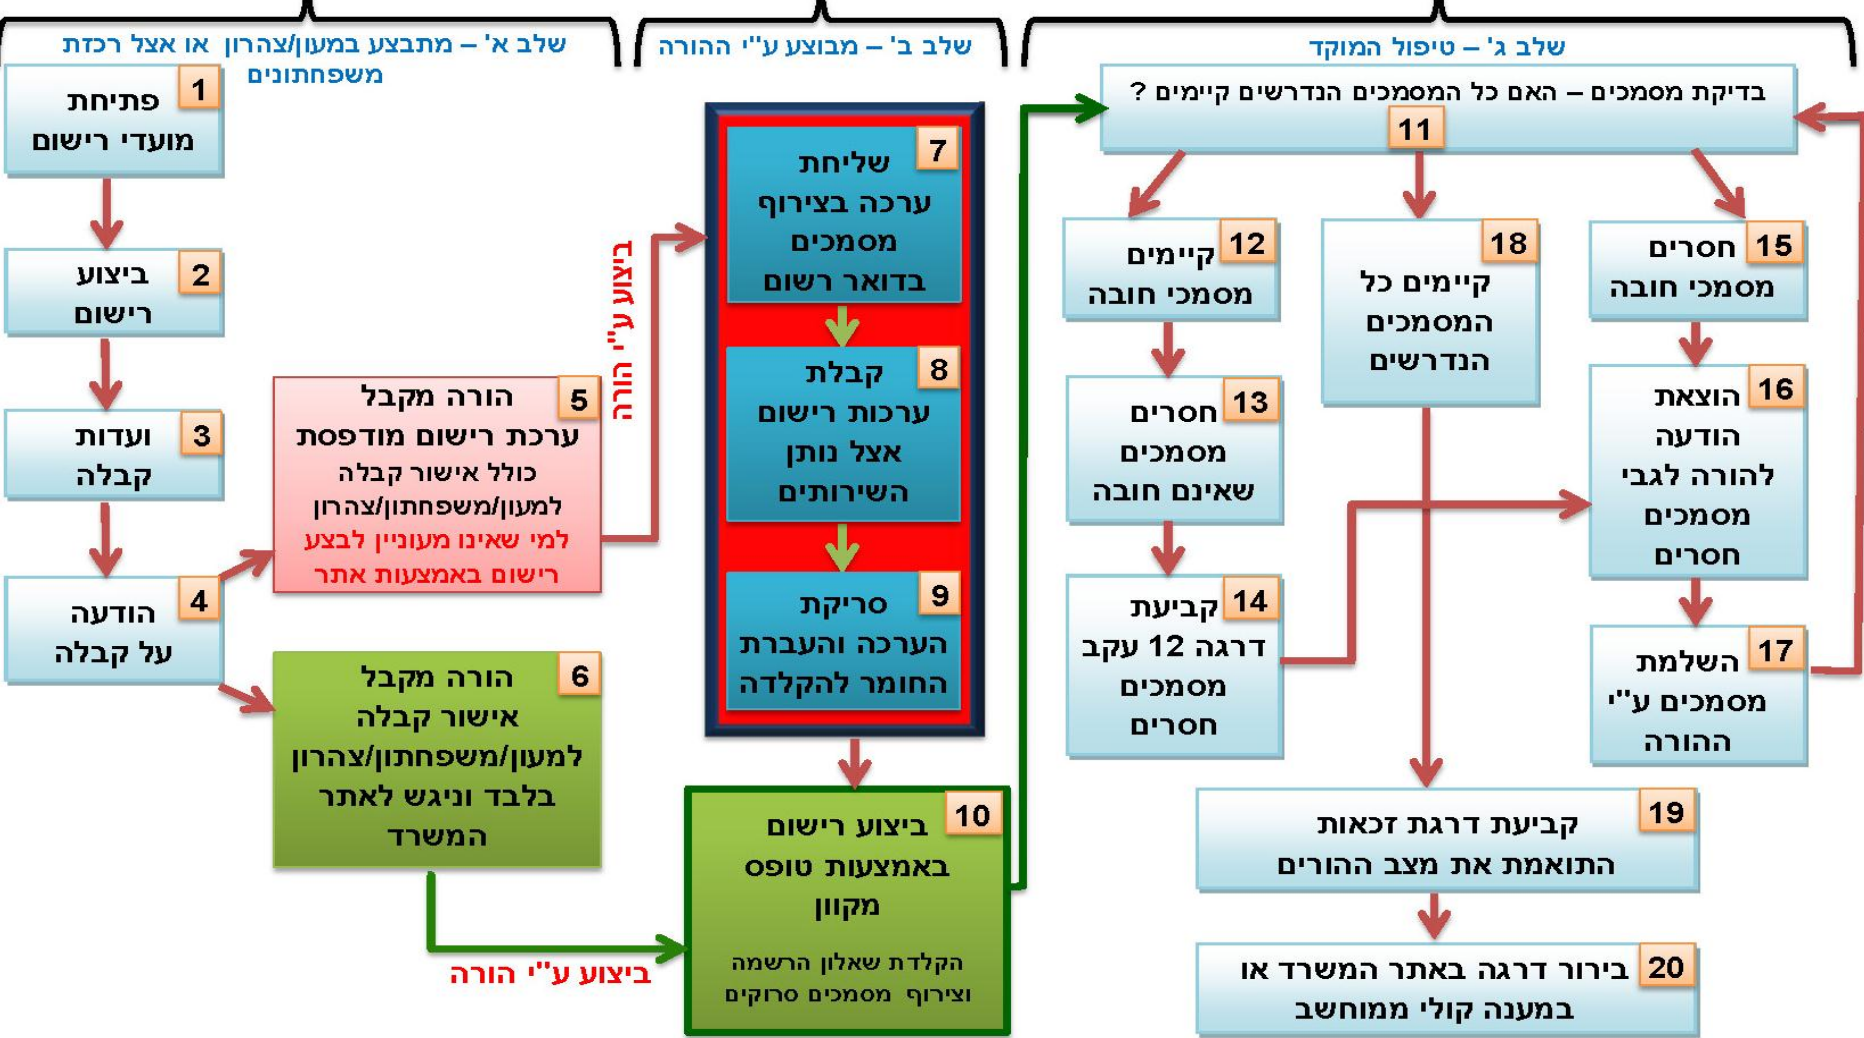 שלב א' – מתבצע במעון/צהרון או אצל רכזת
משפחתונים
1
פתיחת
מועדי רישום
2
ביצוע
רישום
3
ועדות
קבלה
4
הודעה
על קבלה
5
הורה מקבל
ערכת רישום מודפסת
כולל אישור קבלה
למעון/משפחתון/צהרון
למי שאינו מעוניין לבצע
רישום באמצעות אתר
6
הורה מקבל
אישור קבלה
למעון/משפחתון/צהרון
בלבד וניגש לאתר
המשרד
ביצוע ע"י הורה
ביצוע ע"י הורה
שלב ב' – מבוצע ע"י ההורה
7
שליחת
ערכה בצירוף
מסמכים
בדואר רשום
8
קבלת
ערכות רישום
אצל נותן
השירותים
9
סריקת
הערכה והעברת
החומר להקלדה
10
ביצוע רישום
באמצעות טופס
מקוון
הקלדת שאלון הרשמה
וצירוף מסמכים סרוקים
שלב ג' – טיפול המוקד
בדיקת מסמכים – האם כל המסמכים הנדרשים קיימים ?
11
12
קיימים
מסמכי חובה
13
חסרים
מסמכים
שאינם חובה
14
קביעת
דרגה 12 עקב
מסמכים
חסרים
15
חסרים
מסמכי חובה
16
הוצאת
הודעה
להורה לגבי
מסמכים
חסרים
17
השלמת
מסמכים ע"י
ההורה
18
קיימים כל
המסמכים
הנדרשים
19
קביעת דרגת זכאות
התואמת את מצב ההורים
20
בירור דרגה באתר המשרד או
במענה קולי ממוחשב